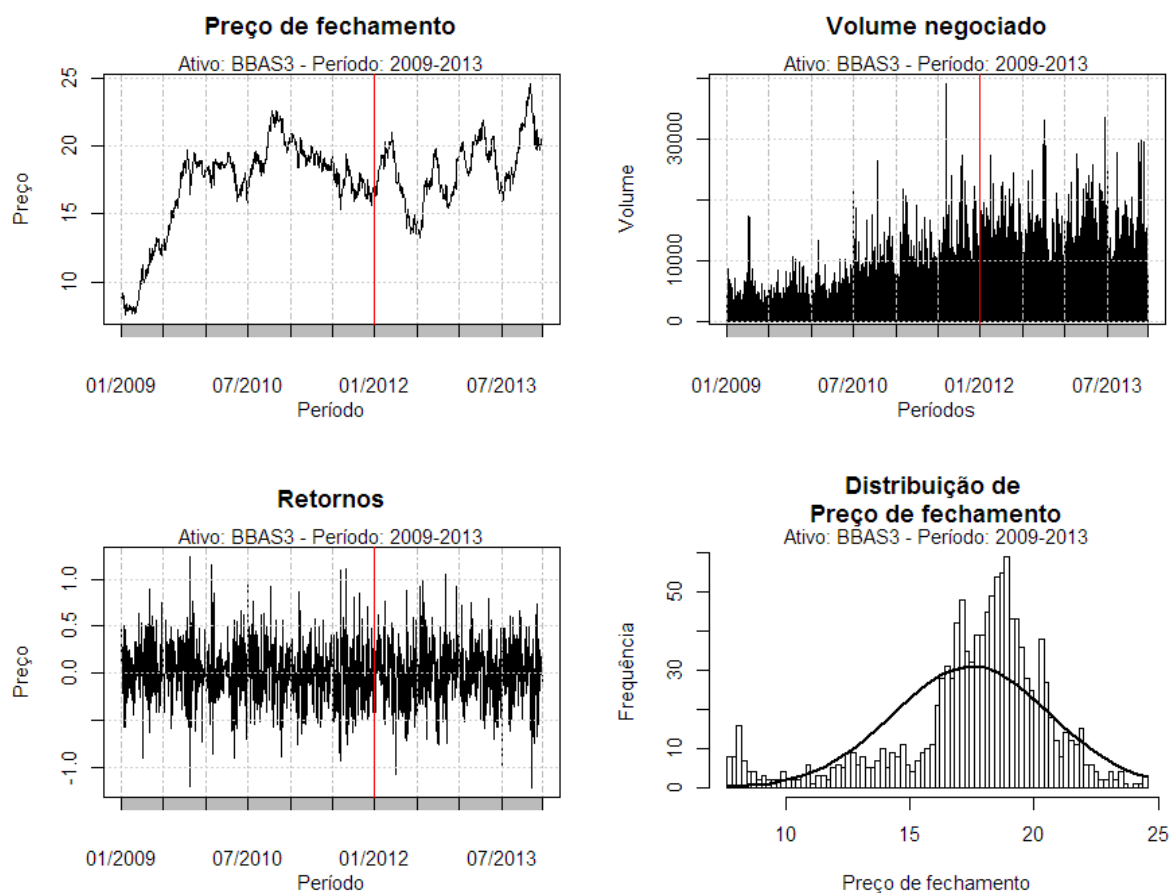 Preço de fechamento
Ativo: BBAS3 - Período: 2009-2013
25
20
15
10
Preço
01/2009 07/2010 01/2012 07/2013
Período
Volume negociado
Ativo: BBAS3 - Período: 2009-2013
30000
10000
0
Volume
01/2009 07/2010 01/2012 07/2013
Períodos
Retornos
Ativo: BBAS3 - Período: 2009-2013
1.0
0.5
0.0
-1.0
Preço
01/2009 07/2010 01/2012 07/2013
Período
Distribuição de
Preço de fechamento
Ativo: BBAS3 - Período: 2009-2013
50
30
10
0
Frequência
10 15 20 25
Preço de fechamento